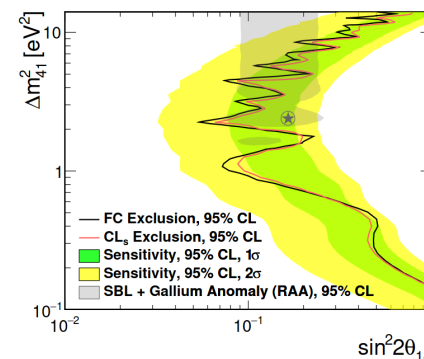 Δm²₄₁ [eV²]
10
1
FC Exclusion, 95% CL
CLₛ Exclusion, 95% CL
Sensitivity, 95% CL, 1σ
Sensitivity, 95% CL, 2σ
SBL + Gallium Anomaly (RAA), 95% CL
10⁻¹
10⁻² 10⁻¹
sin²2θ₁